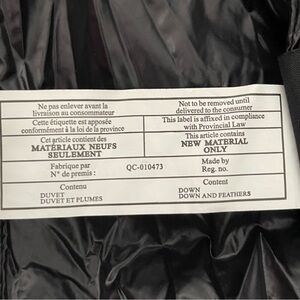 Ne pas enlever avant la
livraison au consommateur
Not to be removed until
delivered to the consumer
Cette étiquette est apposée
conformément à la loi de la province
This label is affixed in compliance
with Provincial Law
Cet article contient des
MATÉRIAUX NEUFS
SEULEMENT
This article contains
NEW MATERIAL
ONLY
Fabrique par
N° de premis :
QC-010473
Made by
Reg. no.
Contenu
DUVET
DUVET ET PLUMES
Content
DOWN
DOWN AND FEATHERS